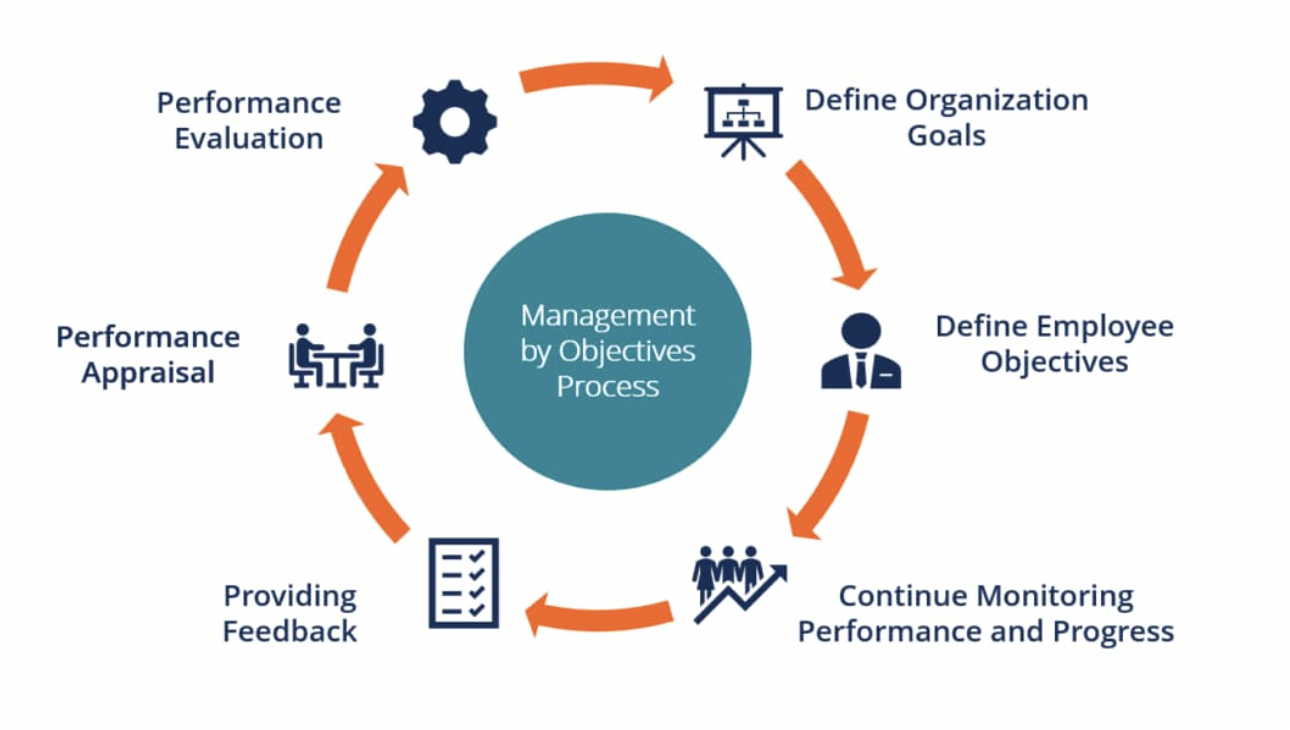 Performance
Evaluation
Define Organization
Goals
Management
by Objectives
Process
Define Employee
Objectives
Performance
Appraisal
Providing
Feedback
Continue Monitoring
Performance and Progress